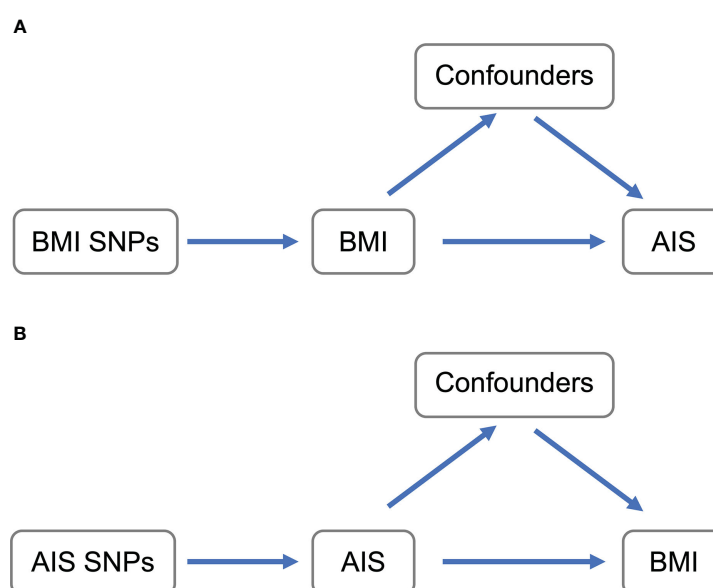 A
Confounders
BMI SNPs
BMI
AIS
B
Confounders
AIS SNPs
AIS
BMI